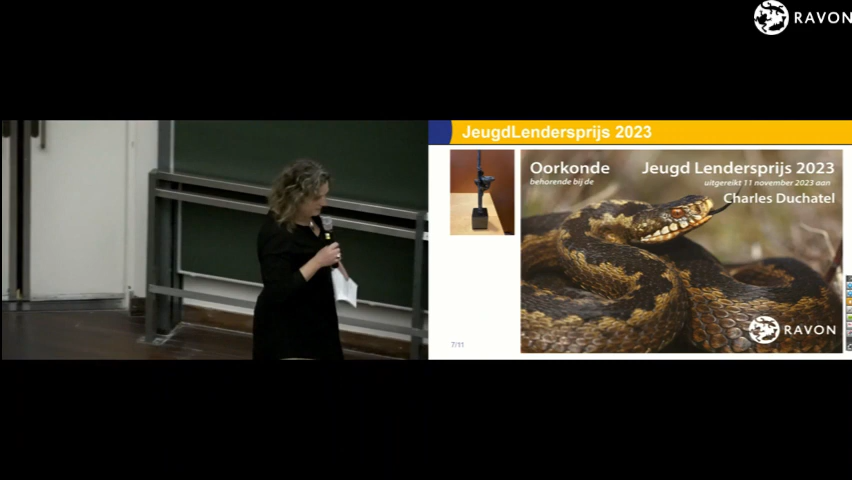 RAVON
JeugdLendersprijs 2023
Oorkonde
behorende bij de
Jeugd Lendersprijs 2023
uitgereikt 11 november 2023 aan
Charles Duchatel
RAVON
7/11